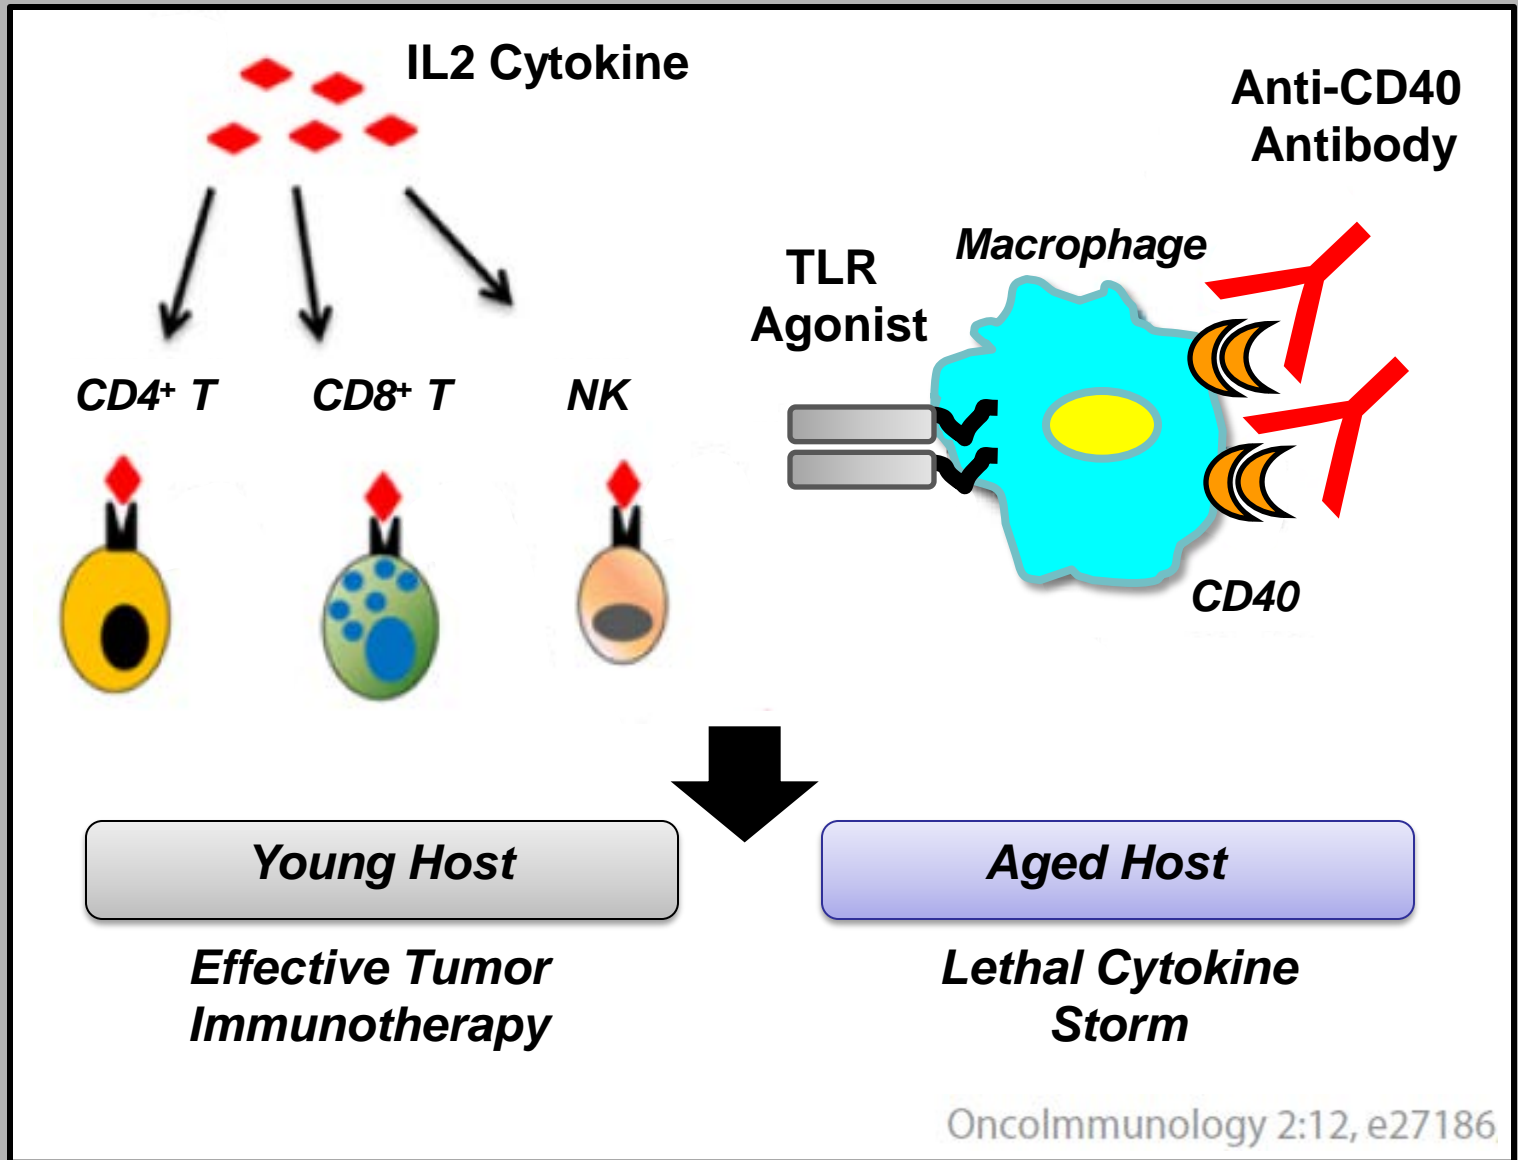 IL2 Cytokine
Anti-CD40
Antibody
Macrophage
TLR
Agonist
CD4⁺ T
CD8⁺ T
NK
CD40
Young Host
Aged Host
Effective Tumor
Immunotherapy
Lethal Cytokine
Storm
OncoImmunology 2:12, e27186